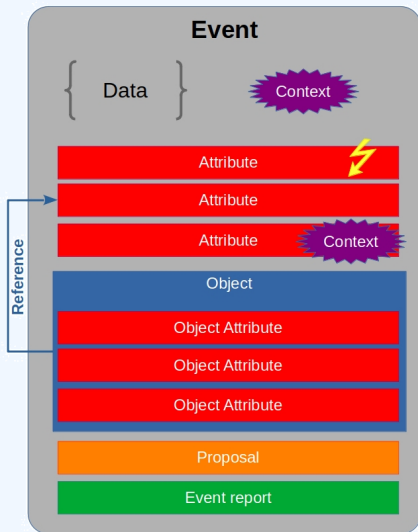 Event
{ Data }
Context
Attribute
Attribute
Attribute
Context
Reference
Object
Object Attribute
Object Attribute
Object Attribute
Proposal
Event report